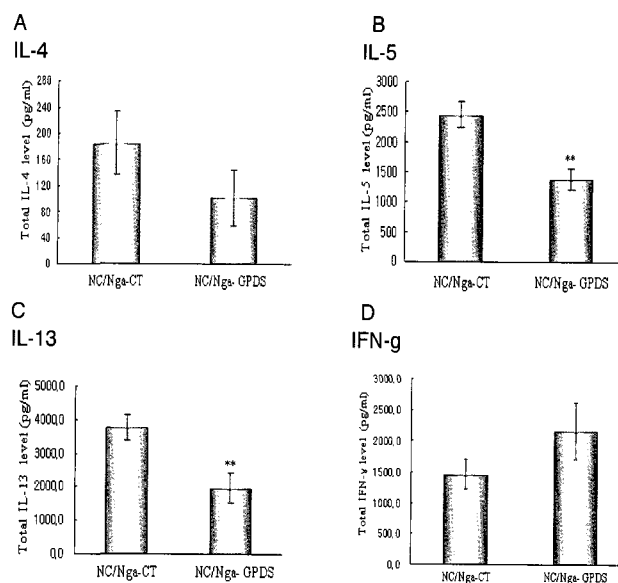 A
IL-4
Total IL-4 level (pg/ml)
280
240
200
160
120
80
40
0
NC/Nga-CT
NC/Nga- GPDS
B
IL-5
Total IL-5 level (pg/ml)
3000
2500
2000
1500
1000
500
0
**
NC/Nga-CT
NC/Nga- GPDS
C
IL-13
Total IL-13 level (pg/ml)
5000,0
4000,0
3000,0
2000,0
1000,0
0,0
**
NC/Nga-CT
NC/Nga- GPDS
D
IFN-g
Total IFN-γ level (pg/ml)
3000,0
2500,0
2000,0
1500,0
1000,0
500,0
0,0
NC/Nga-CT
NC/Nga- GPDS